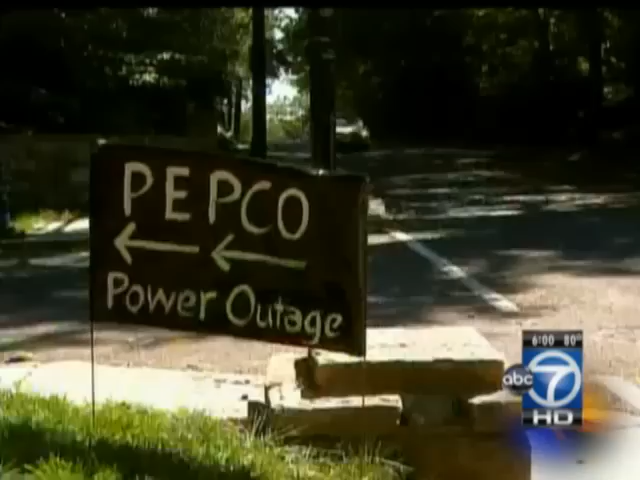 PEPCO
Power Outage
6:00 80°
abc 7
HD